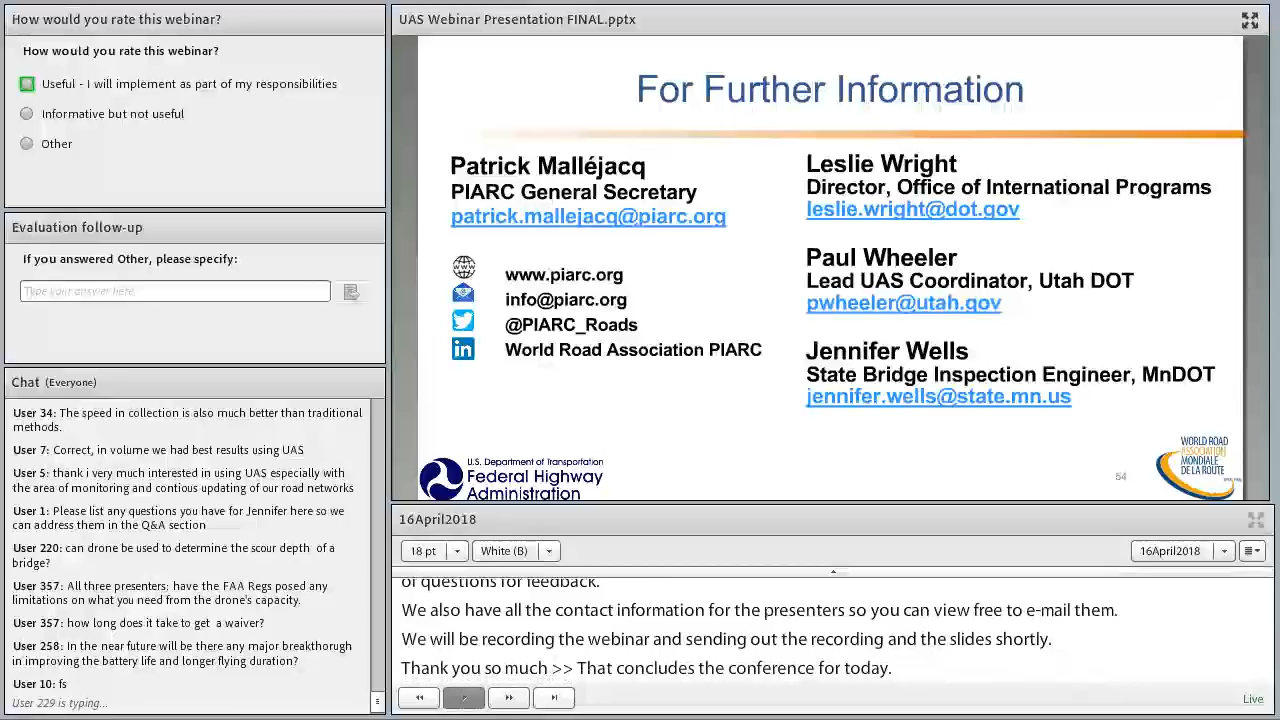 How would you rate this webinar?
How would you rate this webinar?
Useful - I will implement as part of my responsibilities
Informative but not useful
Other
Evaluation follow-up
If you answered Other, please specify:
Type your answer here
Chat (Everyone)
User 34: The speed in collection is also much better than traditional
methods.
User 7: Correct, in volume we had best results using UAS
User 5: thank i very much interested in using UAS especially with
the area of monitoring and contious updating of our road networks
User 1: Please list any questions you have for Jennifer here so we
can address them in the Q&A section
User 220: can drone be used to determine the scour depth of a
bridge?
User 357: All three presenters: have the FAA Regs posed any
limitations on what you need from the drone's capacity.
User 357: how long does it take to get a waiver?
User 258: In the near future will be there any major breakthorugh
in improving the battery life and longer flying duration?
User 10: fs
User 229 is typing...
UAS Webinar Presentation FINAL.pptx
For Further Information
Patrick Malléjacq
PIARC General Secretary
patrick.mallejacq@piarc.org
www.piarc.org
info@piarc.org
@PIARC_Roads
World Road Association PIARC
Leslie Wright
Director, Office of International Programs
leslie.wright@dot.gov
Paul Wheeler
Lead UAS Coordinator, Utah DOT
pwheeler@utah.gov
Jennifer Wells
State Bridge Inspection Engineer, MnDOT
jennifer.wells@state.mn.us
U.S. Department of Transportation
Federal Highway
Administration
54
WORLD ROAD
ASSOCIATION
MONDIALE
DE LA ROUTE
16April2018
18 pt
White (B)
16April2018
of questions for feedback.
We also have all the contact information for the presenters so you can view free to e-mail them.
We will be recording the webinar and sending out the recording and the slides shortly.
Thank you so much >> That concludes the conference for today.
Live